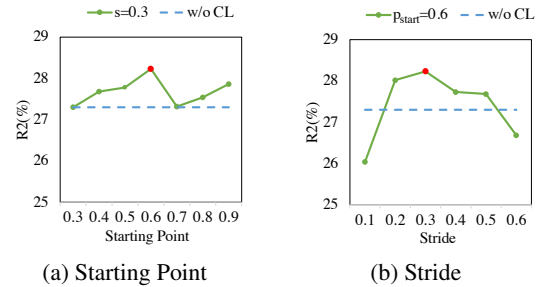 s=0.3 w/o CL
29
28
27
26
25
R2(%)
0.3 0.4 0.5 0.6 0.7 0.8 0.9
Starting Point
(a) Starting Point
pstart=0.6 w/o CL
29
28
27
26
25
R2(%)
0.1 0.2 0.3 0.4 0.5 0.6
Stride
(b) Stride